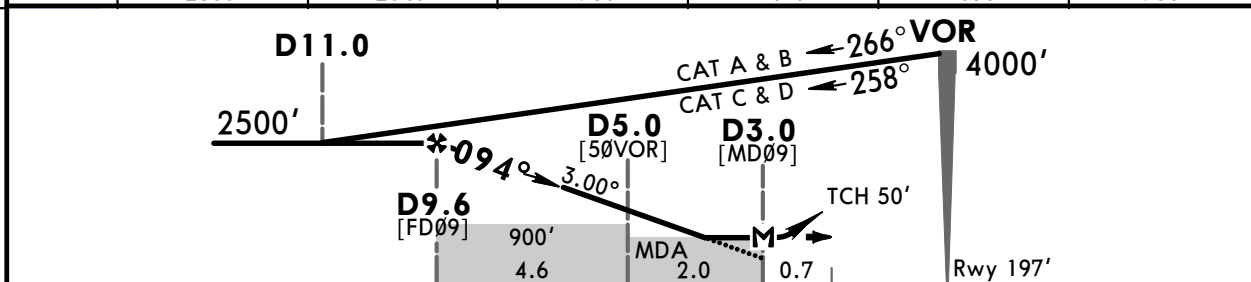 D11.0
266° VOR
CAT A & B
4000'
258°
CAT C & D
2500'
D5.0
[5ØVOR]
D3.0
[MDØ9]
094°
3.00°
TCH 50'
D9.6
[FDØ9]
900'
MDA
M
4.6
2.0
0.7
Rwy 197'